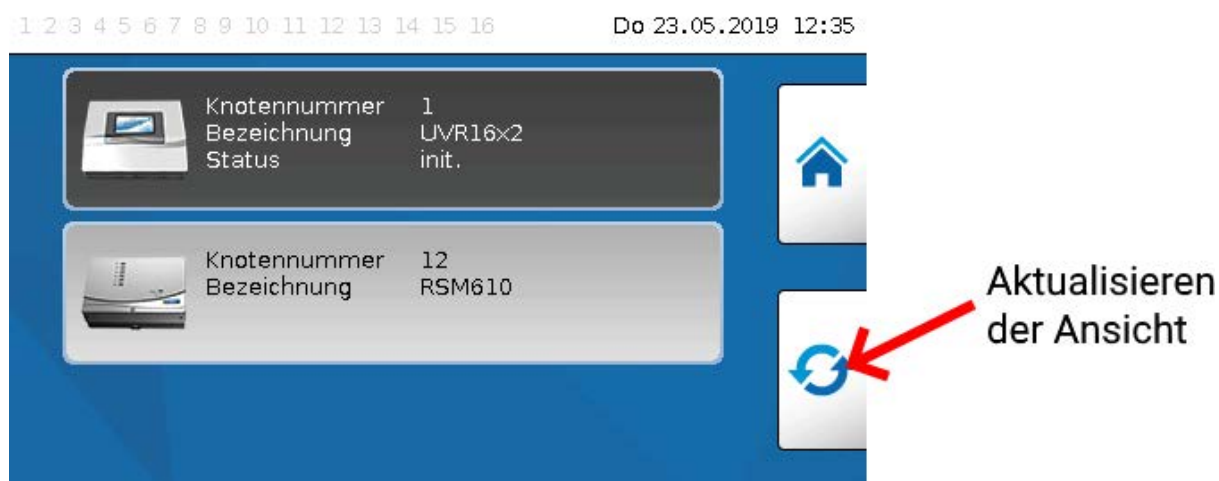 1 2 3 4 5 6 7 8 9 10 11 12 13 14 15 16 Do 23.05.2019 12:35
Knotennummer 1
Bezeichnung UVR16x2
Status init.
Knotennummer 12
Bezeichnung RSM610
Aktualisieren
der Ansicht